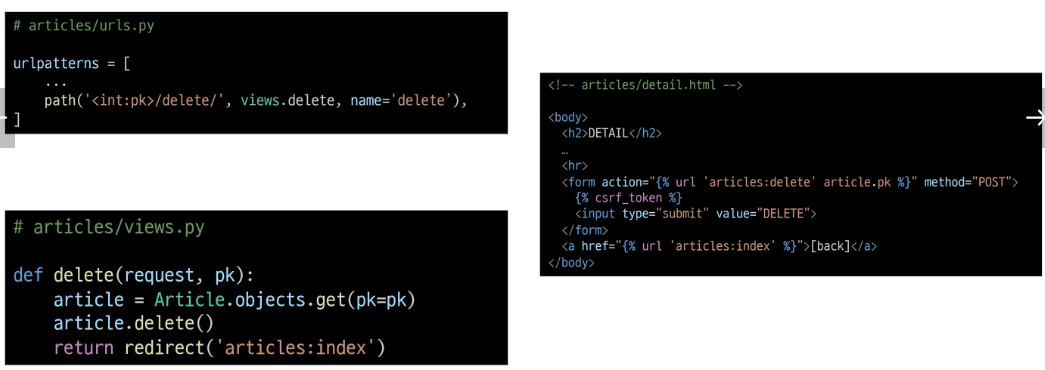 # articles/urls.py
urlpatterns = [
    ...
    path('<int:pk>/delete/', views.delete, name='delete’),
]
# articles/views.py
def delete(request, pk):
    article = Article.objects.get(pk=pk)
    article.delete()
    return redirect('articles:index')
<!-- articles/detail.html -->
<body>
  <h2>DETAIL</h2>
  …
  <hr>
  <form action="{% url 'articles:delete' article.pk %}" method="POST">
    {% csrf_token %}
    <input type="submit" value="DELETE">
  </form>
  <a href="{% url 'articles:index' %}">[back]</a>
</body>